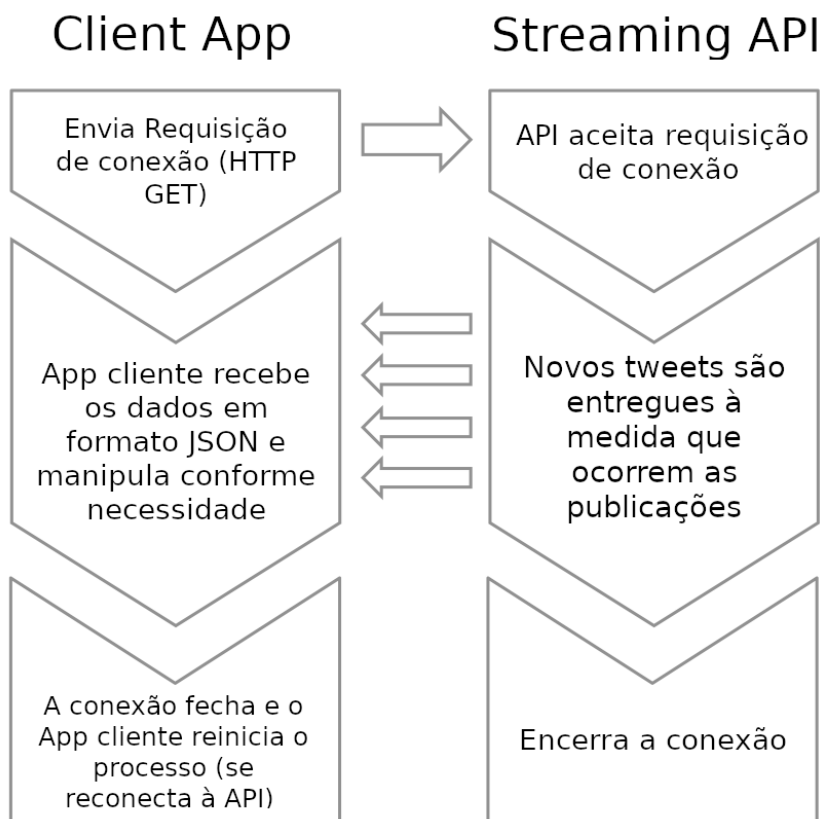 Client App
Streaming API
Envia Requisição
de conexão (HTTP
GET)
API aceita requisição
de conexão
App cliente recebe
os dados em
formato JSON e
manipula conforme
necessidade
Novos tweets são
entregues à
medida que
ocorrem as
publicações
A conexão fecha e o
App cliente reinicia o
processo (se
reconecta à API)
Encerra a conexão